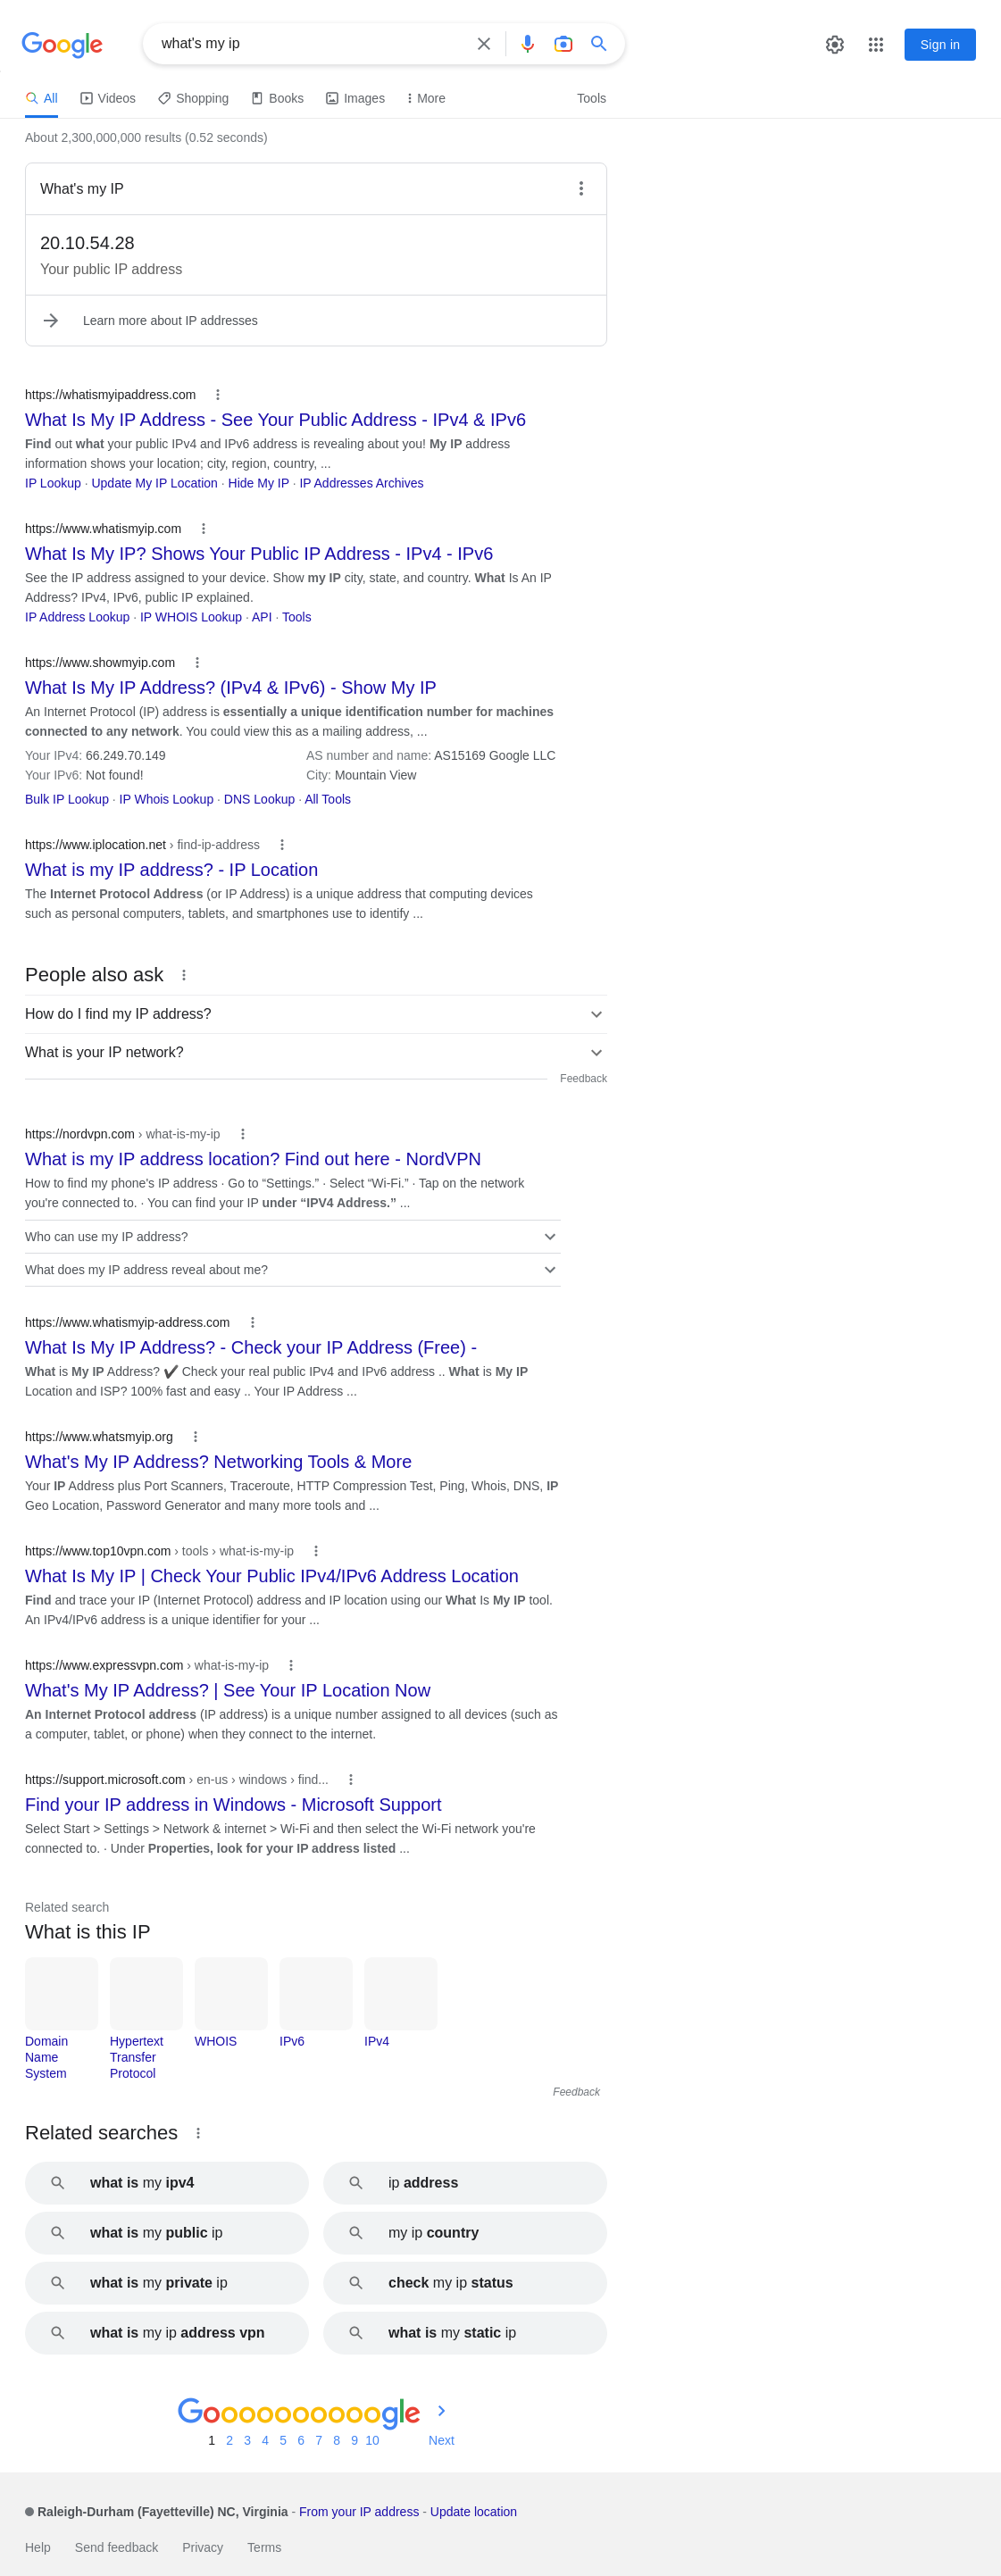 Google what's my ip Sign in
All Videos Shopping Books Images More Tools
About 2,300,000,000 results (0.52 seconds)
What's my IP
20.10.54.28
Your public IP address
Learn more about IP addresses
https://whatismyipaddress.com
What Is My IP Address - See Your Public Address - IPv4 & IPv6
Find out what your public IPv4 and IPv6 address is revealing about you! My IP address
information shows your location; city, region, country, ...
IP Lookup · Update My IP Location · Hide My IP · IP Addresses Archives
https://www.whatismyip.com
What Is My IP? Shows Your Public IP Address - IPv4 - IPv6
See the IP address assigned to your device. Show my IP city, state, and country. What Is An IP
Address? IPv4, IPv6, public IP explained.
IP Address Lookup · IP WHOIS Lookup · API · Tools
https://www.showmyip.com
What Is My IP Address? (IPv4 & IPv6) - Show My IP
An Internet Protocol (IP) address is essentially a unique identification number for machines
connected to any network. You could view this as a mailing address, ...
Your IPv4: 66.249.70.149 AS number and name: AS15169 Google LLC
Your IPv6: Not found! City: Mountain View
Bulk IP Lookup · IP Whois Lookup · DNS Lookup · All Tools
https://www.iplocation.net › find-ip-address
What is my IP address? - IP Location
The Internet Protocol Address (or IP Address) is a unique address that computing devices
such as personal computers, tablets, and smartphones use to identify ...
People also ask
How do I find my IP address?
What is your IP network?
Feedback
https://nordvpn.com › what-is-my-ip
What is my IP address location? Find out here - NordVPN
How to find my phone's IP address · Go to “Settings.” · Select “Wi-Fi.” · Tap on the network
you're connected to. · You can find your IP under “IPV4 Address.” ...
Who can use my IP address?
What does my IP address reveal about me?
https://www.whatismyip-address.com
What Is My IP Address? - Check your IP Address (Free) -
What is My IP Address? ✔️ Check your real public IPv4 and IPv6 address .. What is My IP
Location and ISP? 100% fast and easy .. Your IP Address ...
https://www.whatsmyip.org
What's My IP Address? Networking Tools & More
Your IP Address plus Port Scanners, Traceroute, HTTP Compression Test, Ping, Whois, DNS, IP
Geo Location, Password Generator and many more tools and ...
https://www.top10vpn.com › tools › what-is-my-ip
What Is My IP | Check Your Public IPv4/IPv6 Address Location
Find and trace your IP (Internet Protocol) address and IP location using our What Is My IP tool.
An IPv4/IPv6 address is a unique identifier for your ...
https://www.expressvpn.com › what-is-my-ip
What's My IP Address? | See Your IP Location Now
An Internet Protocol address (IP address) is a unique number assigned to all devices (such as
a computer, tablet, or phone) when they connect to the internet.
https://support.microsoft.com › en-us › windows › find...
Find your IP address in Windows - Microsoft Support
Select Start > Settings > Network & internet > Wi-Fi and then select the Wi-Fi network you're
connected to. · Under Properties, look for your IP address listed ...
Related search
What is this IP
Domain Hypertext WHOIS IPv6 IPv4
Name Transfer
System Protocol
Feedback
Related searches
what is my ipv4 ip address
what is my public ip my ip country
what is my private ip check my ip status
what is my ip address vpn what is my static ip
Goooooooooogle
1 2 3 4 5 6 7 8 9 10 Next
Raleigh-Durham (Fayetteville) NC, Virginia - From your IP address - Update location
Help Send feedback Privacy Terms